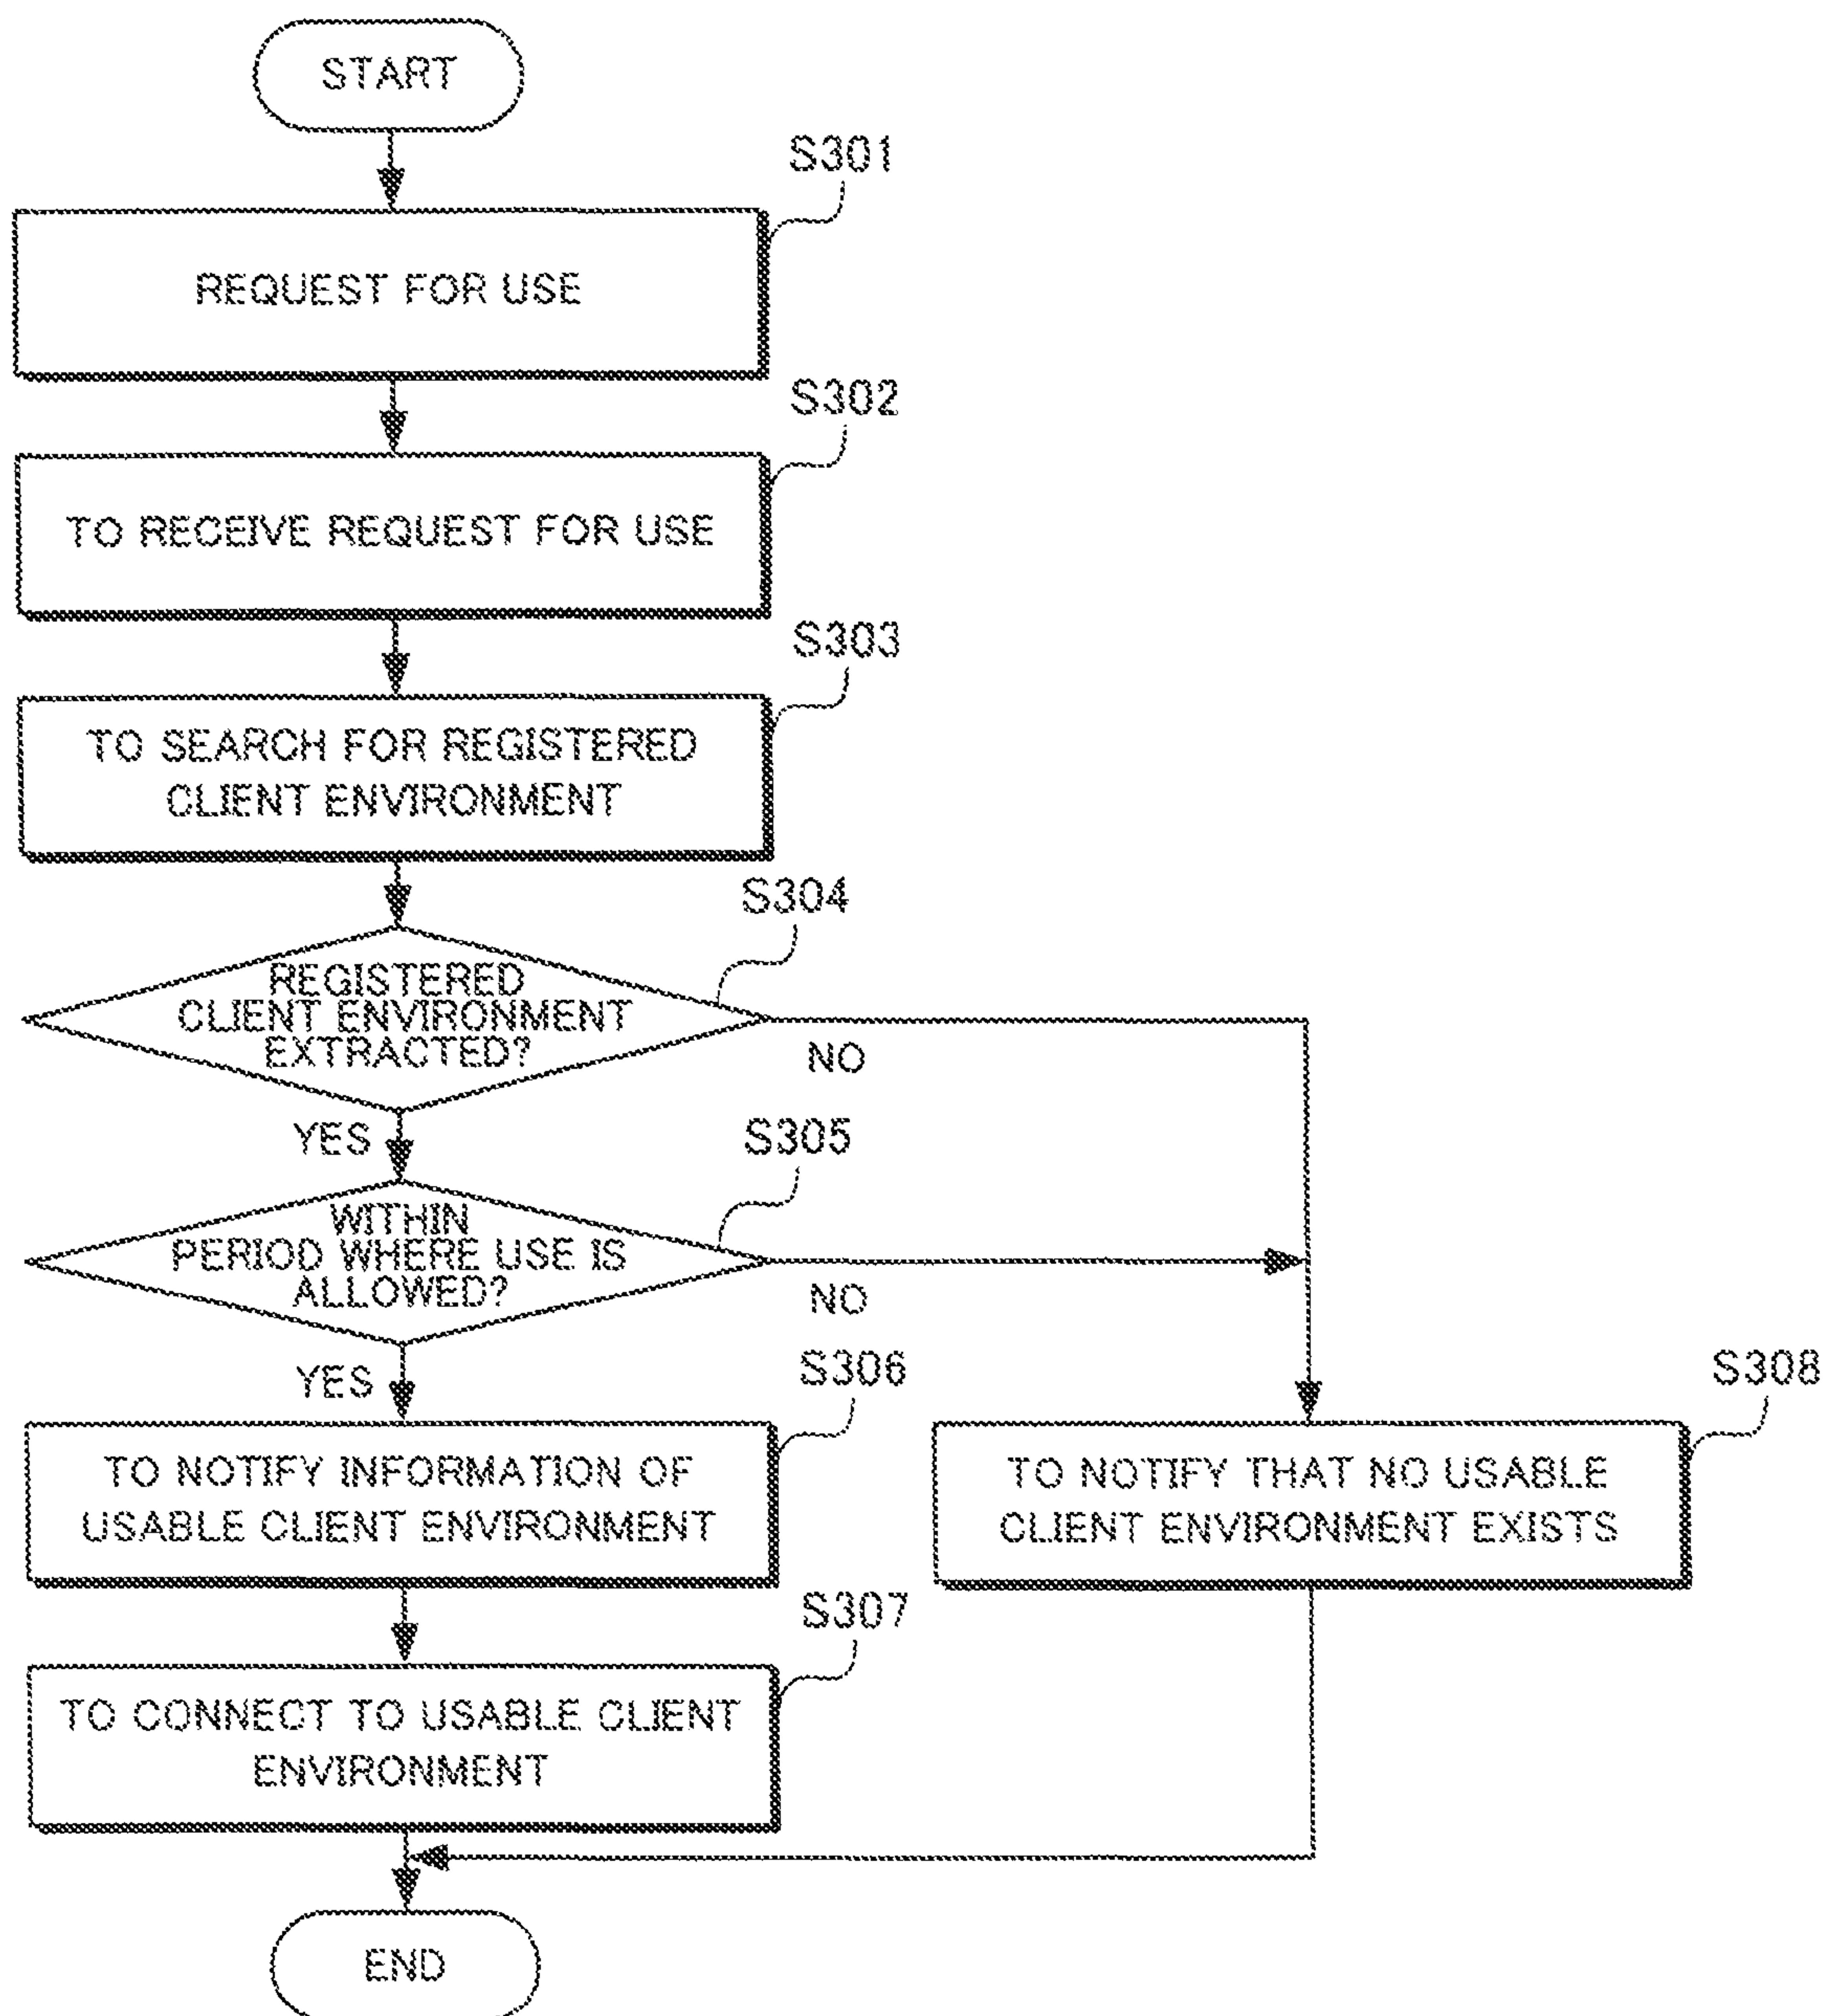 START
S301
REQUEST FOR USE
S302
TO RECEIVE REQUEST FOR USE
S303
TO SEARCH FOR REGISTERED
CLIENT ENVIRONMENT
S304
REGISTERED
CLIENT ENVIRONMENT
EXTRACTED?
NO
YES
S305
WITHIN
PERIOD WHERE USE IS
ALLOWED?
NO
YES
S306
TO NOTIFY INFORMATION OF
USABLE CLIENT ENVIRONMENT
S308
TO NOTIFY THAT NO USABLE
CLIENT ENVIRONMENT EXISTS
S307
TO CONNECT TO USABLE CLIENT
ENVIRONMENT
END